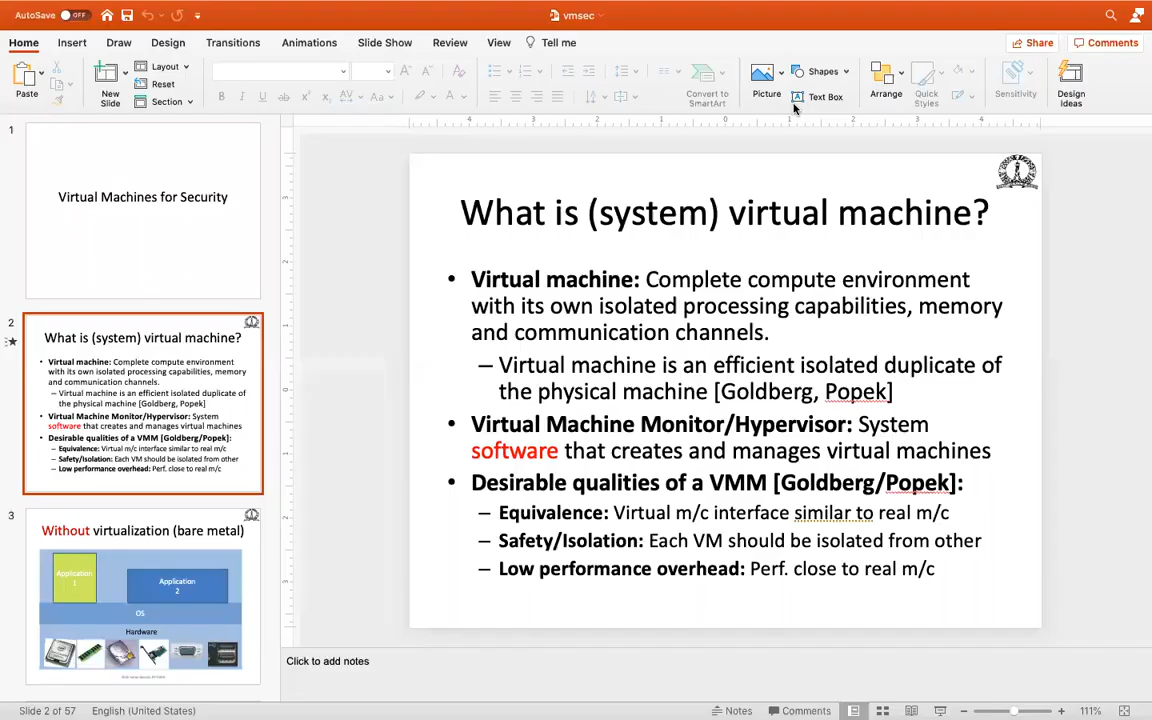 AutoSave OFF vmsec
Home Insert Draw Design Transitions Animations Slide Show Review View Tell me Share Comments
Paste New Slide Layout Reset Section Convert to SmartArt Picture Shapes Text Box Arrange Quick Styles Sensitivity Design Ideas
1
Virtual Machines for Security
2
What is (system) virtual machine?
• Virtual machine: Complete compute environment
with its own isolated processing capabilities, memory
and communication channels.
– Virtual machine is an efficient isolated duplicate of
the physical machine [Goldberg, Popek]
• Virtual Machine Monitor/Hypervisor: System
software that creates and manages virtual machines
• Desirable qualities of a VMM [Goldberg/Popek]:
– Equivalence: Virtual m/c interface similar to real m/c
– Safety/Isolation: Each VM should be isolated from other
– Low performance overhead: Perf. close to real m/c
3
Without virtualization (bare metal)
Application
1
Application
2
OS
Hardware
What is (system) virtual machine?
• Virtual machine: Complete compute environment
with its own isolated processing capabilities, memory
and communication channels.
– Virtual machine is an efficient isolated duplicate of
the physical machine [Goldberg, Popek]
• Virtual Machine Monitor/Hypervisor: System
software that creates and manages virtual machines
• Desirable qualities of a VMM [Goldberg/Popek]:
– Equivalence: Virtual m/c interface similar to real m/c
– Safety/Isolation: Each VM should be isolated from other
– Low performance overhead: Perf. close to real m/c
Click to add notes
Slide 2 of 57 English (United States) Notes Comments 111%